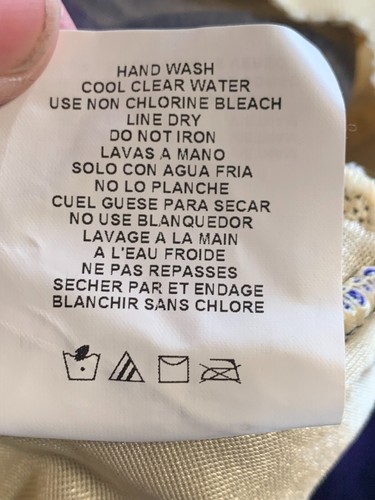 HAND WASH
COOL CLEAR WATER
USE NON CHLORINE BLEACH
LINE DRY
DO NOT IRON
LAVAS A MANO
SOLO CON AGUA FRIA
NO LO PLANCHE
CUEL GUESE PARA SECAR
NO USE BLANQUEDOR
LAVAGE A LA MAIN
A L'EAU FROIDE
NE PAS REPASSES
SECHER PAR ET ENDAGE
BLANCHIR SANS CHLORE